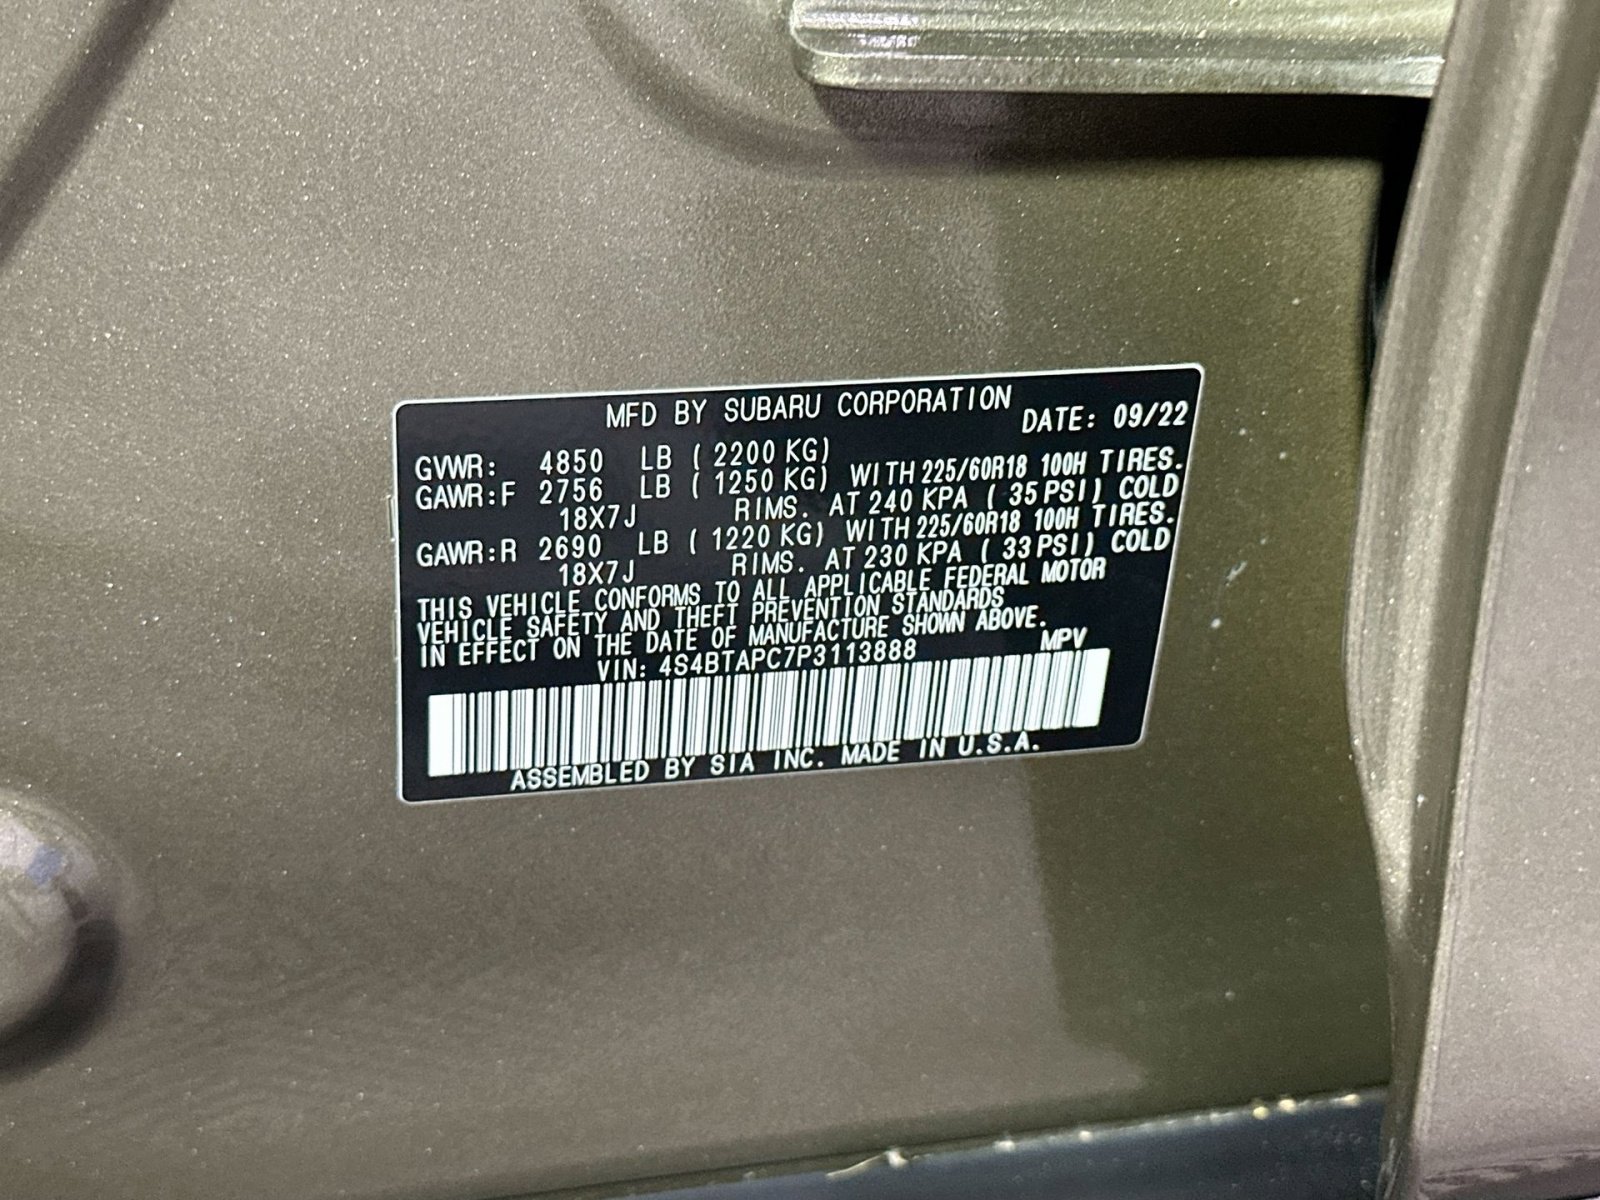 MFD BY SUBARU CORPORATION DATE: 09/22
GVWR: 4850 LB ( 2200 KG)
GAWR:F 2756 LB ( 1250 KG) WITH 225/60R18 100H TIRES.
18X7J RIMS. AT 240 KPA ( 35 PSI) COLD
GAWR:R 2690 LB ( 1220 KG) WITH 225/60R18 100H TIRES.
18X7J RIMS. AT 230 KPA ( 33 PSI) COLD
THIS VEHICLE CONFORMS TO ALL APPLICABLE FEDERAL MOTOR
VEHICLE SAFETY AND THEFT PREVENTION STANDARDS
IN EFFECT ON THE DATE OF MANUFACTURE SHOWN ABOVE.
VIN: 4S4BTAPC7P3113888 MPV
ASSEMBLED BY SIA INC. MADE IN U.S.A.